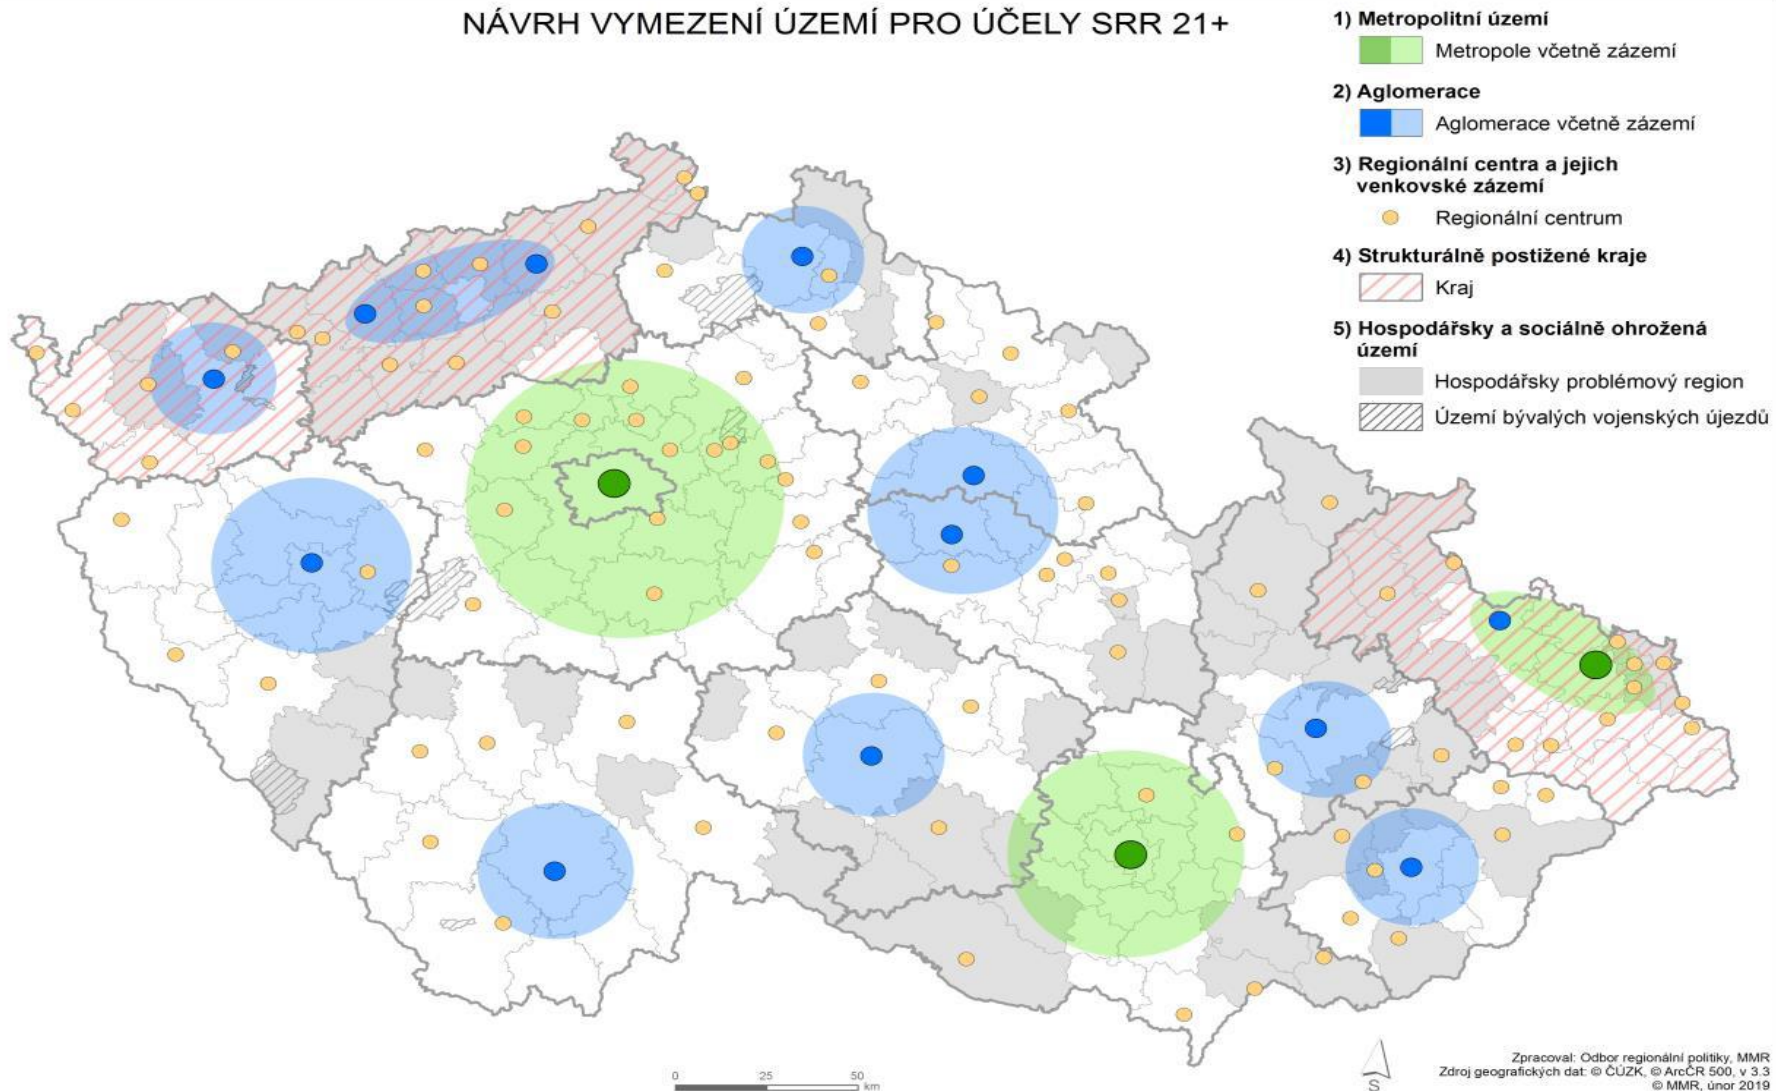 NÁVRH VYMEZENÍ ÚZEMÍ PRO ÚČELY SRR 21+
1) Metropolitní území
Metropole včetně zázemí
2) Aglomerace
Aglomerace včetně zázemí
3) Regionální centra a jejich
venkovské zázemí
Regionální centrum
4) Strukturálně postižené kraje
Kraj
5) Hospodářsky a sociálně ohrožená
území
Hospodářsky problémový region
Území bývalých vojenských újezdů
0 25 50
km
S
Zpracoval: Odbor regionální politiky, MMR
Zdroj geografických dat: © ČÚZK, © ArcČR 500, v 3.3
© MMR, únor 2019